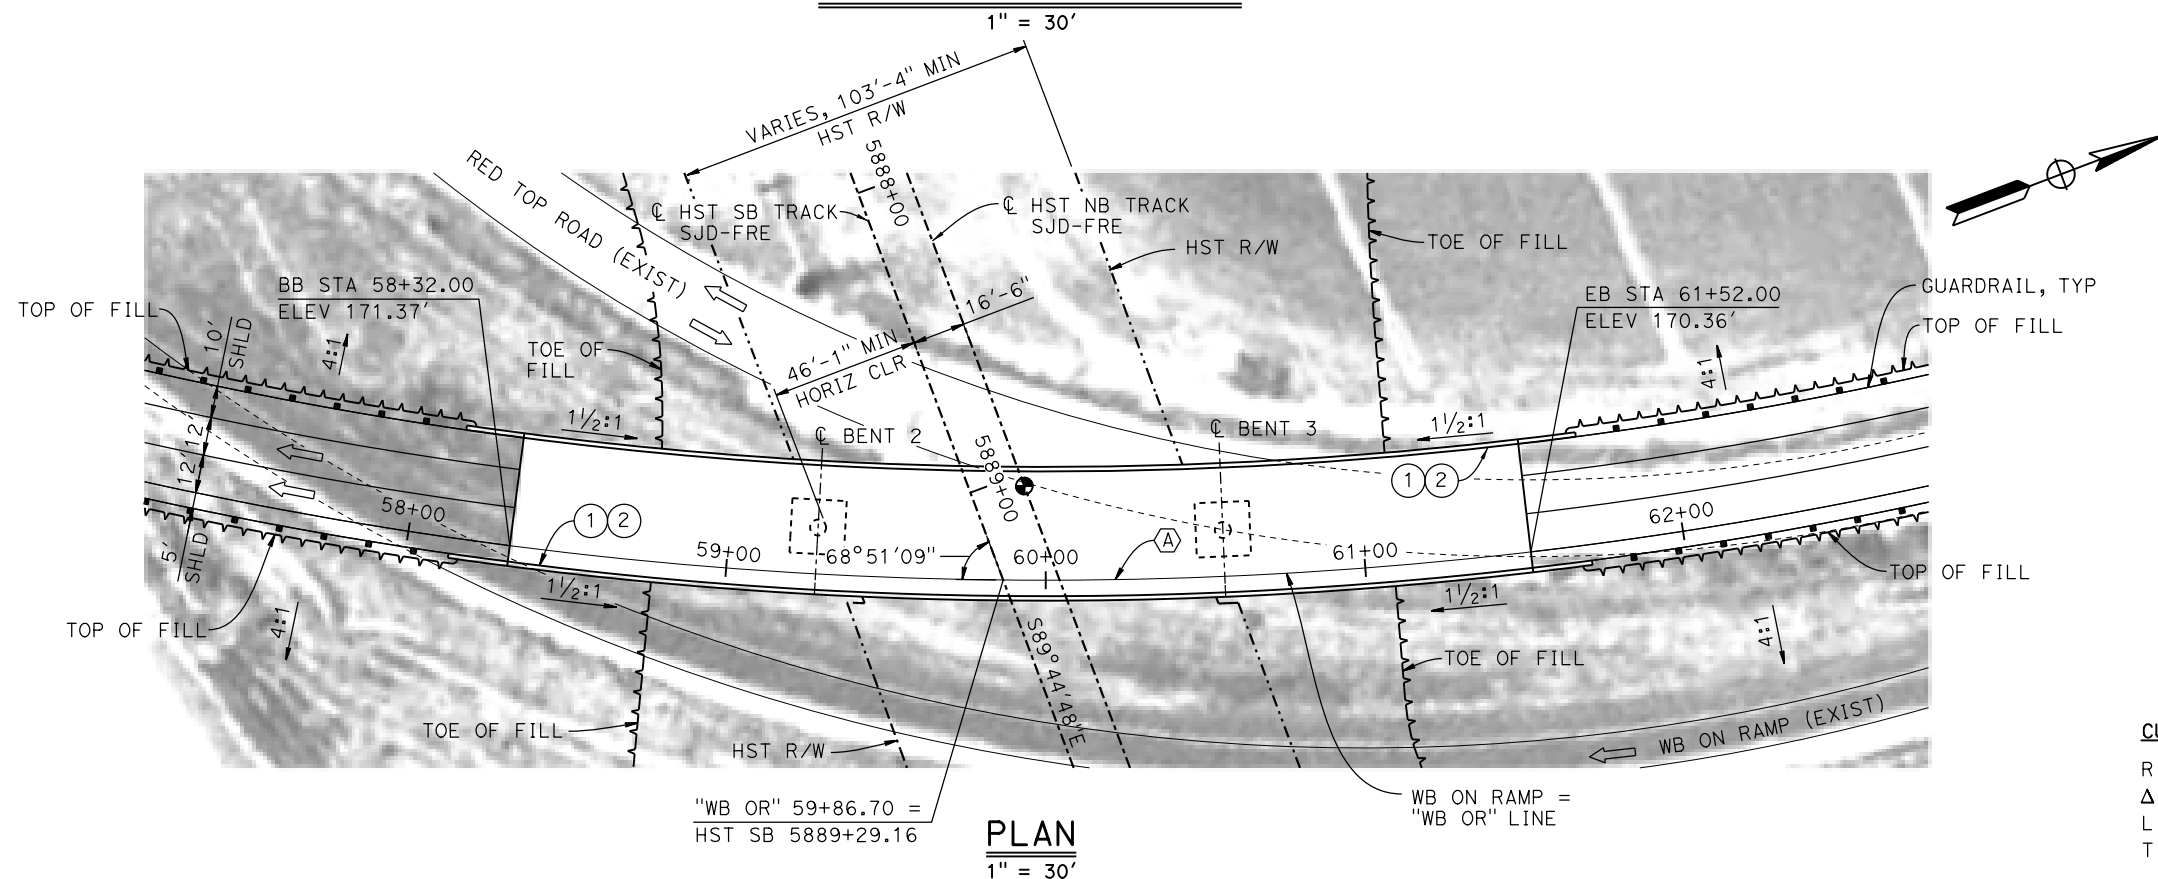 1" = 30'
VARIES, 103'-4" MIN
HST R/W
5888+00
RED TOP ROAD (EXIST)
℄ HST SB TRACK
SJD-FRE
℄ HST NB TRACK
SJD-FRE
HST R/W
TOE OF FILL
BB STA 58+32.00
ELEV 171.37'
EB STA 61+52.00
ELEV 170.36'
GUARDRAIL, TYP
TOP OF FILL
TOP OF FILL
16'-6"
46'-1" MIN
HORIZ CLR
10'
SHLD
4:1
TOE OF
FILL
4:1
1½:1
℄ BENT 2
℄ BENT 3
1½:1
12'
12'
5889+00
1 2
58+00
1 2
62+00
59+00
68°51'09"
60+00
A
61+00
5'
SHLD
TOP OF FILL
1½:1
1½:1
4:1
TOP OF FILL
4:1
S89°44'48"E
TOE OF FILL
TOE OF FILL
HST R/W
WB ON RAMP (EXIST)
"WB OR" 59+86.70 =
HST SB 5889+29.16
WB ON RAMP =
"WB OR" LINE
PLAN
1" = 30'
R
Δ
L
T